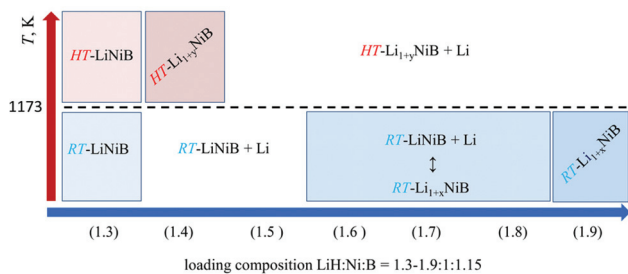 T, K
HT-LiNiB
HT-Li1+yNiB
HT-Li1+yNiB + Li
1173
RT-LiNiB
RT-LiNiB + Li
RT-LiNiB + Li
↕
RT-Li1+xNiB
RT-Li1+xNiB
(1.3) (1.4) (1.5 ) (1.6 ) (1.7) (1.8 ) (1.9)
loading composition LiH:Ni:B = 1.3-1.9:1:1.15